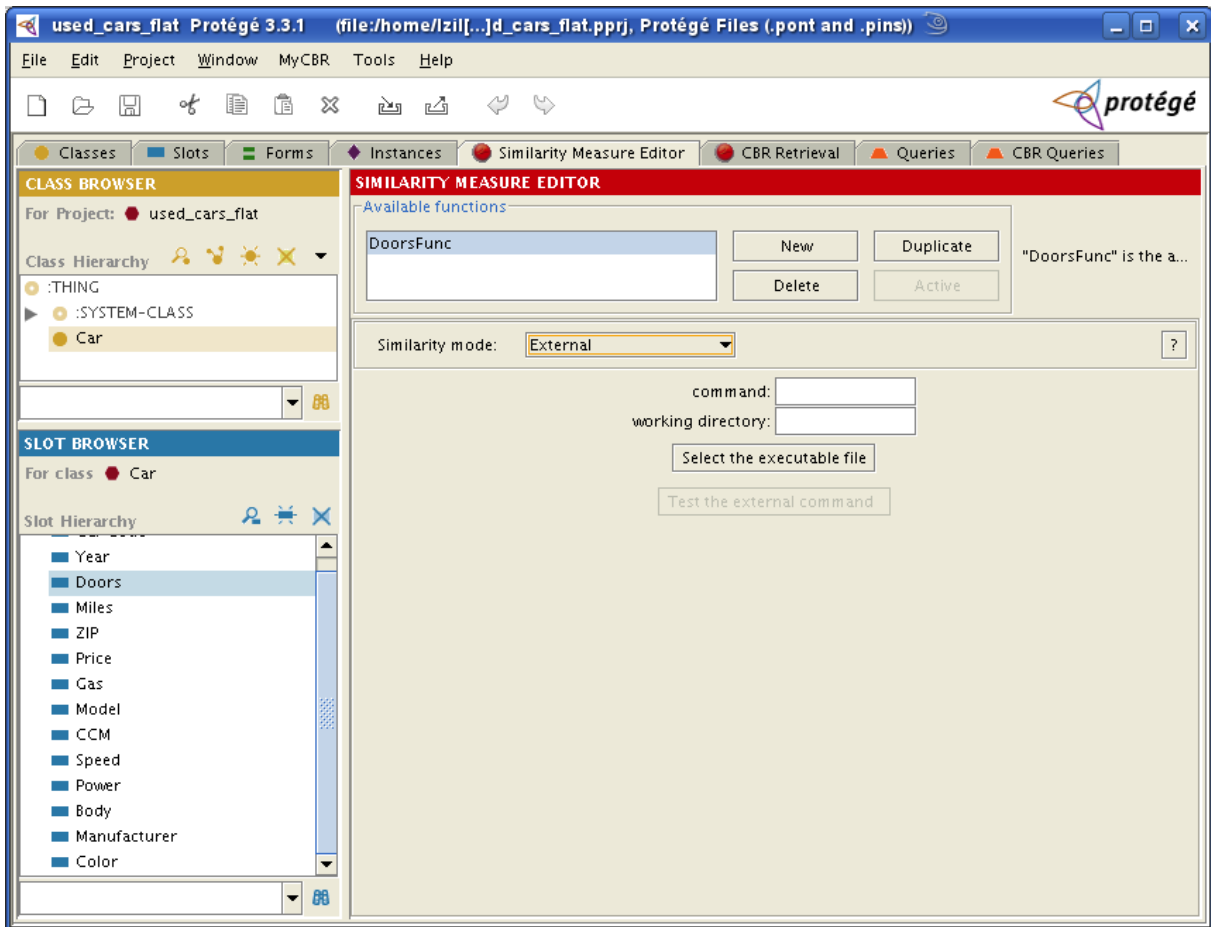 used_cars_flat Protégé 3.3.1 (file:/home/lzil[...]d_cars_flat.pprj, Protégé Files (.pont and .pins))
File Edit Project Window MyCBR Tools Help
protégé
Classes Slots Forms Instances Similarity Measure Editor CBR Retrieval Queries CBR Queries
CLASS BROWSER
For Project: used_cars_flat
Class Hierarchy
:THING
:SYSTEM-CLASS
Car
SLOT BROWSER
For class Car
Slot Hierarchy
Year
Doors
Miles
ZIP
Price
Gas
Model
CCM
Speed
Power
Body
Manufacturer
Color
SIMILARITY MEASURE EDITOR
Available functions
DoorsFunc
New Duplicate
Delete Active
"DoorsFunc" is the a...
Similarity mode: External ?
command:
working directory:
Select the executable file
Test the external command